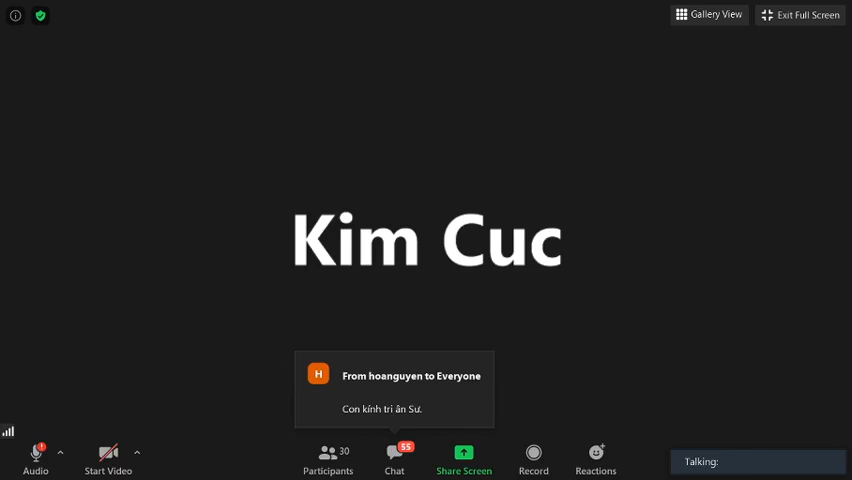 Gallery View
Exit Full Screen
Kim Cuc
H
From hoanguyen to Everyone
Con kính tri ân Sư.
Audio
Start Video
30
Participants
55
Chat
Share Screen
Record
Reactions
Talking: